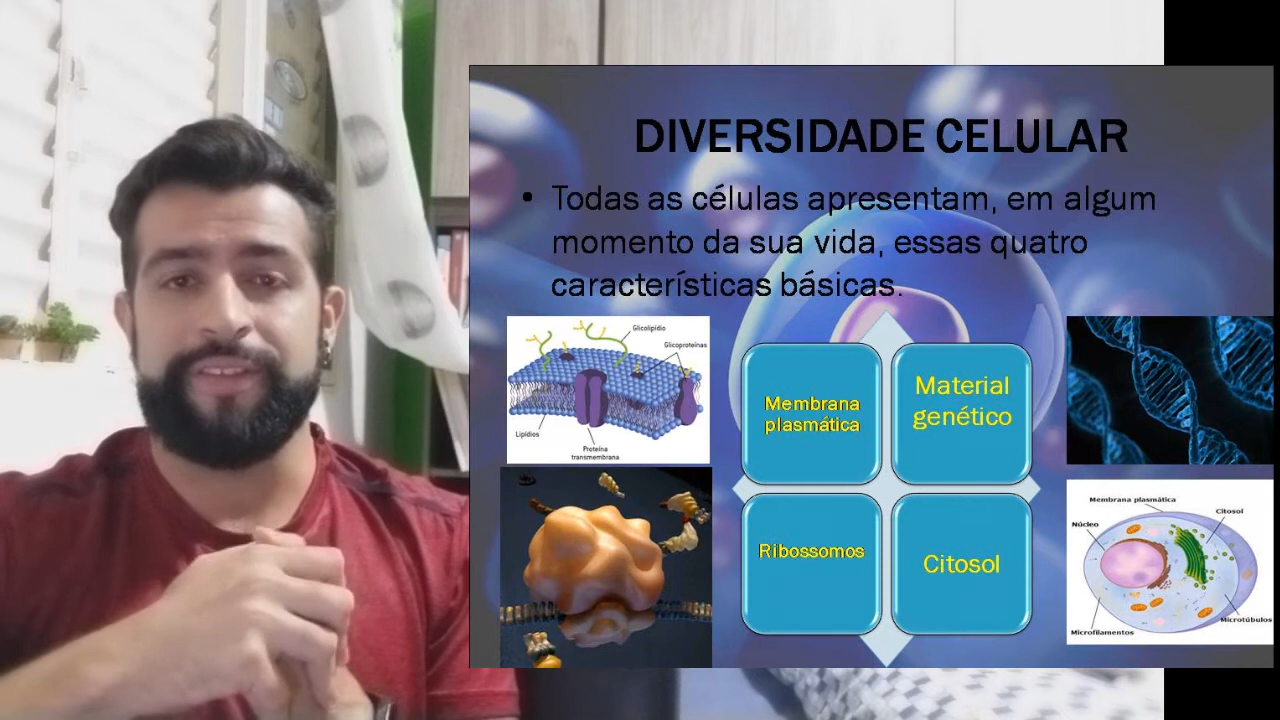 DIVERSIDADE CELULAR
• Todas as células apresentam, em algum
momento da sua vida, essas quatro
características básicas.
Glicolipídio
Glicoproteínas
Lipídios
Proteína
transmembrana
Membrana
plasmática
Material
genético
Ribossomos
Citosol
Membrana plasmática
Citosol
Núcleo
Microtúbulos
Microfilamentos